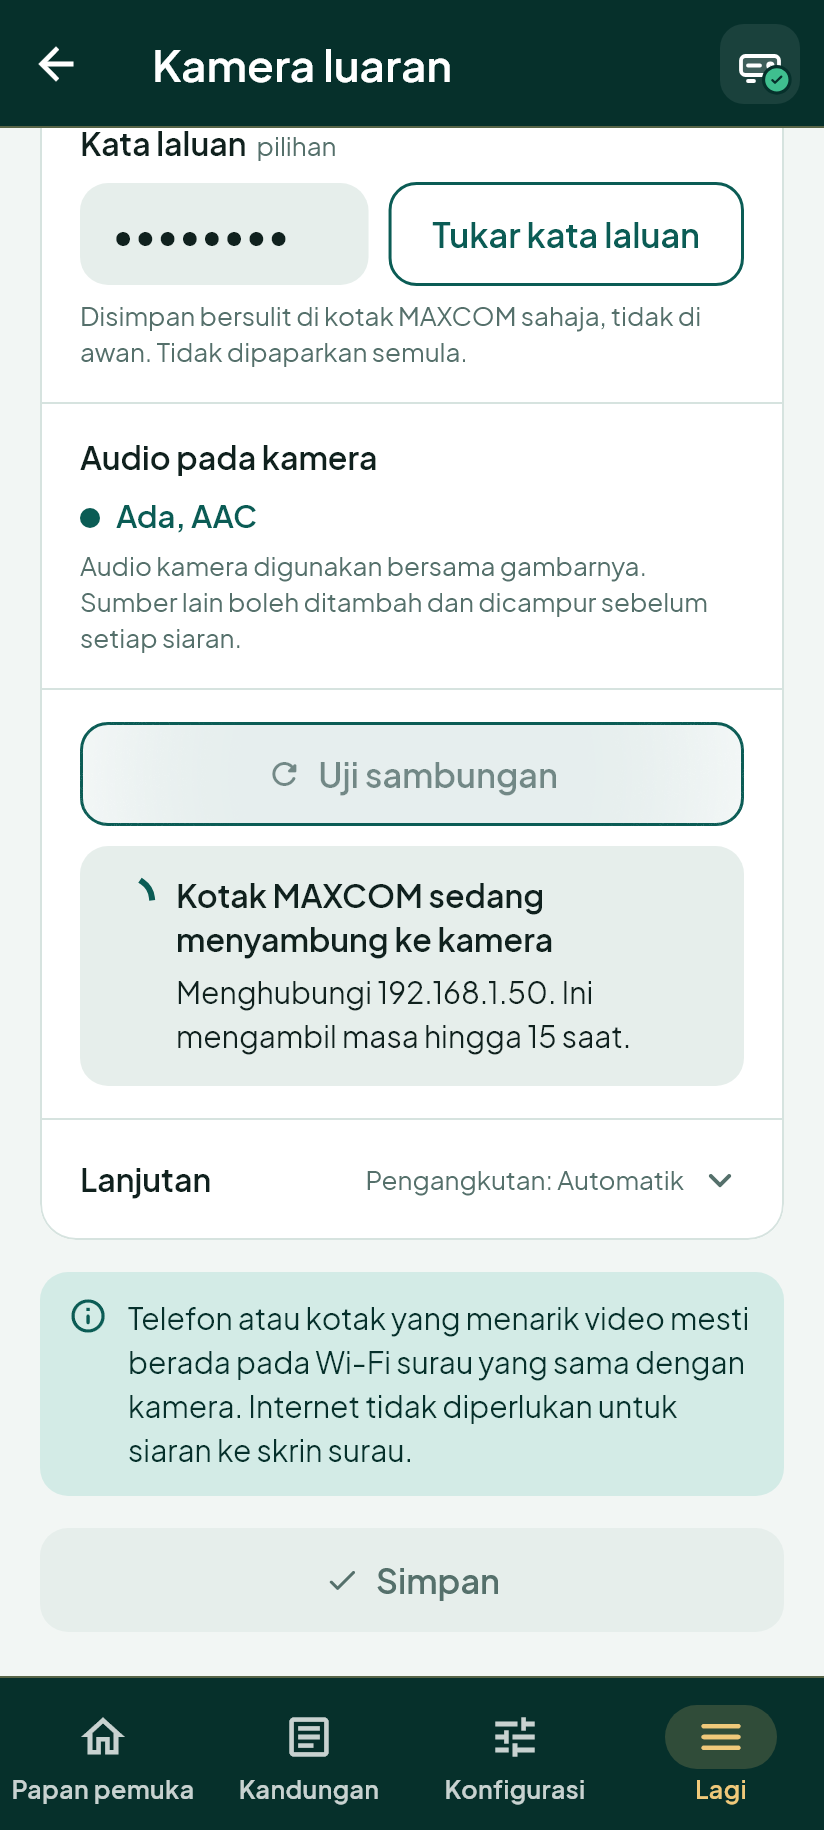 Kamera luaran
Kata laluan pilihan
••••••••
Tukar kata laluan
Disimpan bersulit di kotak MAXCOM sahaja, tidak di
awan. Tidak dipaparkan semula.
Audio pada kamera
Ada, AAC
Audio kamera digunakan bersama gambarnya.
Sumber lain boleh ditambah dan dicampur sebelum
setiap siaran.
Uji sambungan
Kotak MAXCOM sedang
menyambung ke kamera
Menghubungi 192.168.1.50. Ini
mengambil masa hingga 15 saat.
Lanjutan
Pengangkutan: Automatik
Telefon atau kotak yang menarik video mesti
berada pada Wi-Fi surau yang sama dengan
kamera. Internet tidak diperlukan untuk
siaran ke skrin surau.
Simpan
Papan pemuka
Kandungan
Konfigurasi
Lagi